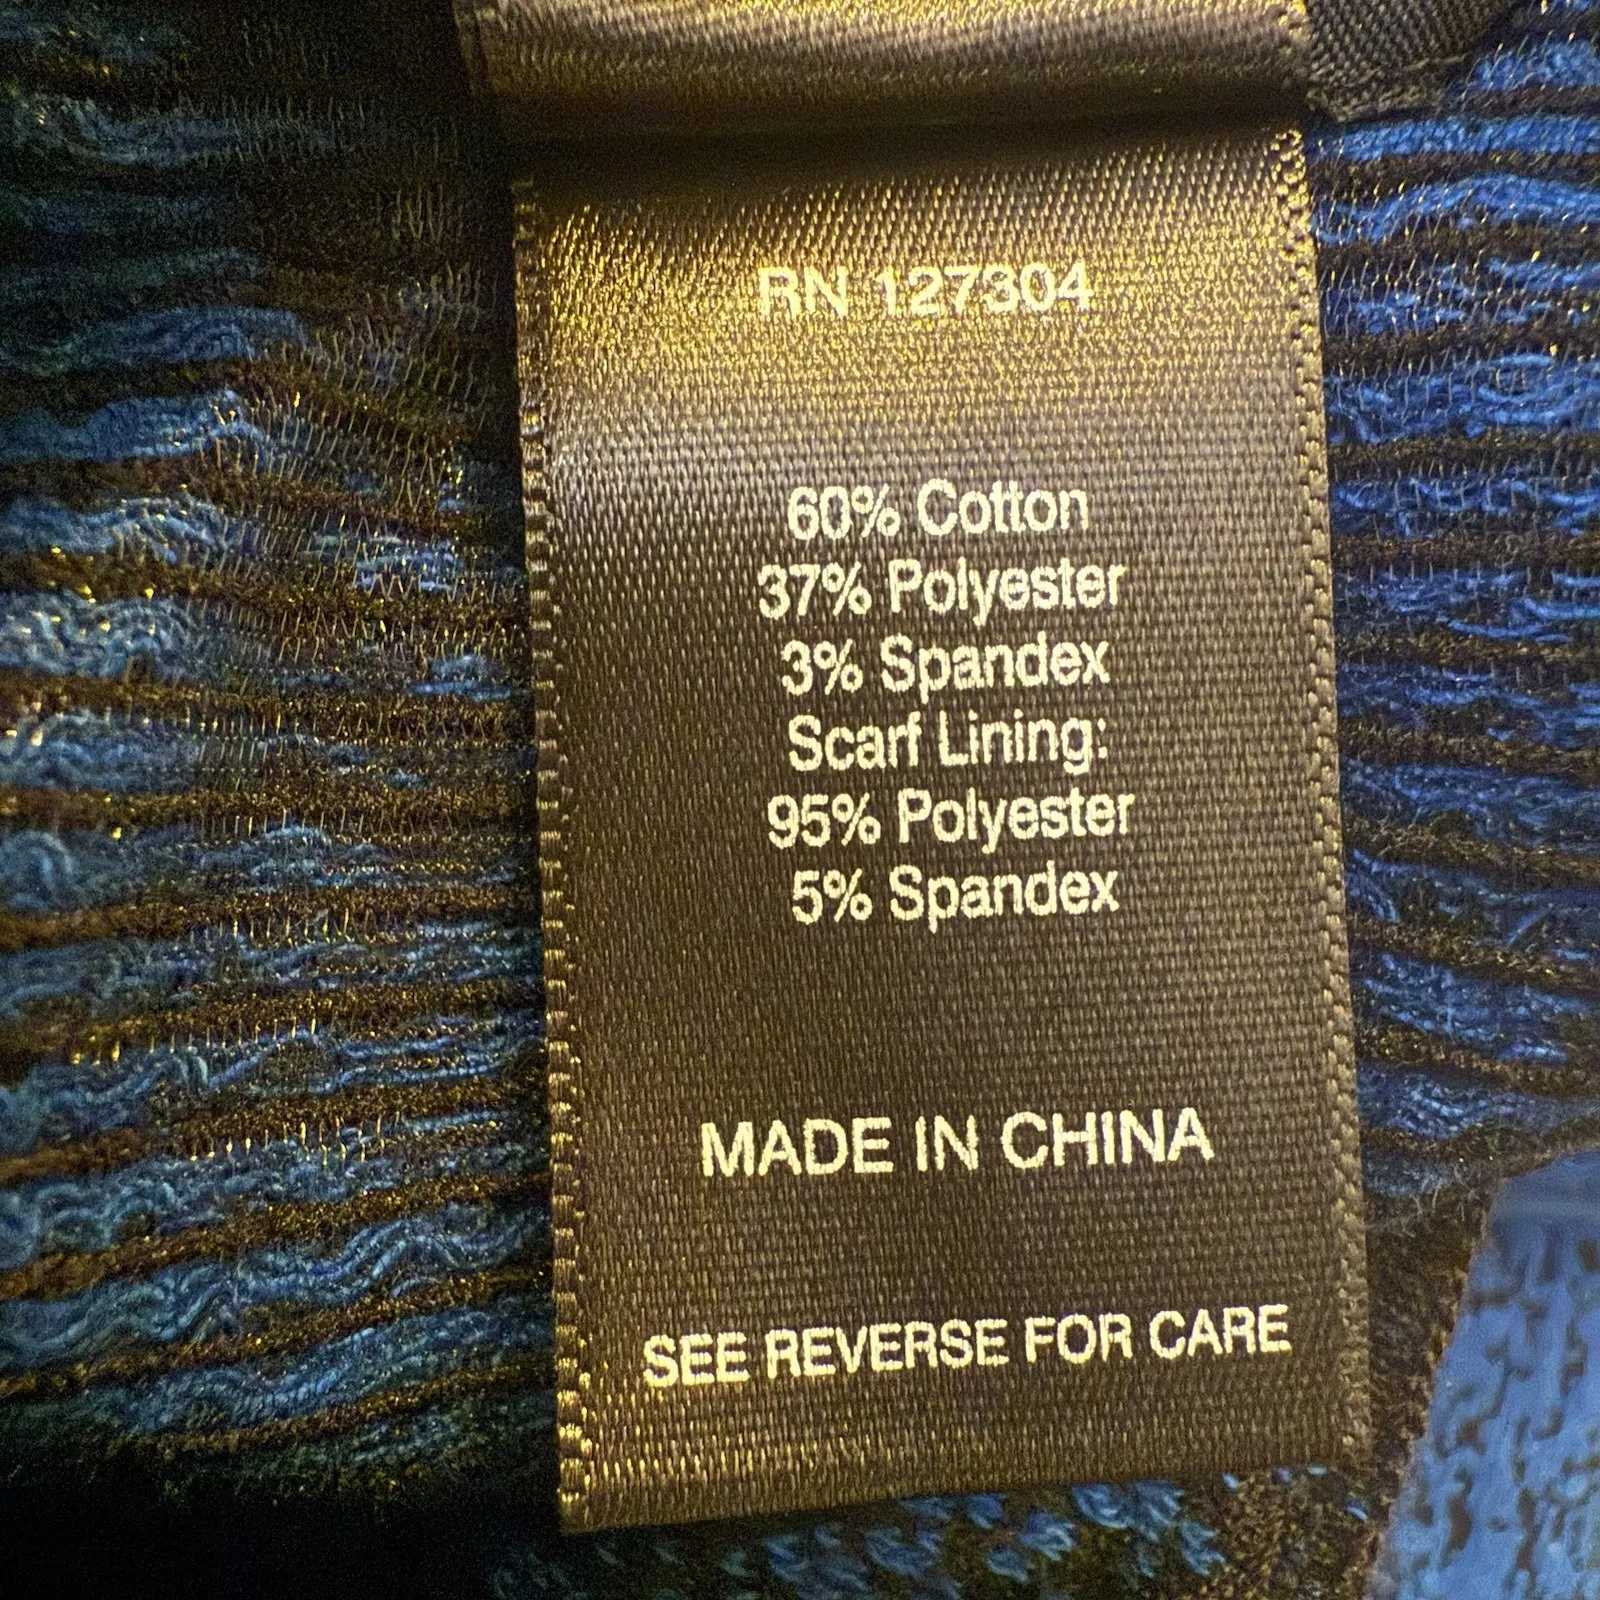 RN 127304
60% Cotton
37% Polyester
3% Spandex
Scarf Lining:
95% Polyester
5% Spandex
MADE IN CHINA
SEE REVERSE FOR CARE